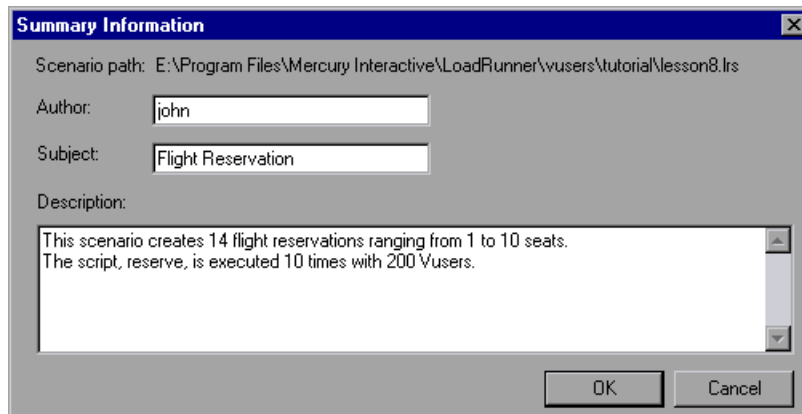 Summary Information
Scenario path: E:\Program Files\Mercury Interactive\LoadRunner\vusers\tutorial\lesson8.lrs
Author: john
Subject: Flight Reservation
Description:
This scenario creates 14 flight reservations ranging from 1 to 10 seats.
The script, reserve, is executed 10 times with 200 Vusers.
OK Cancel